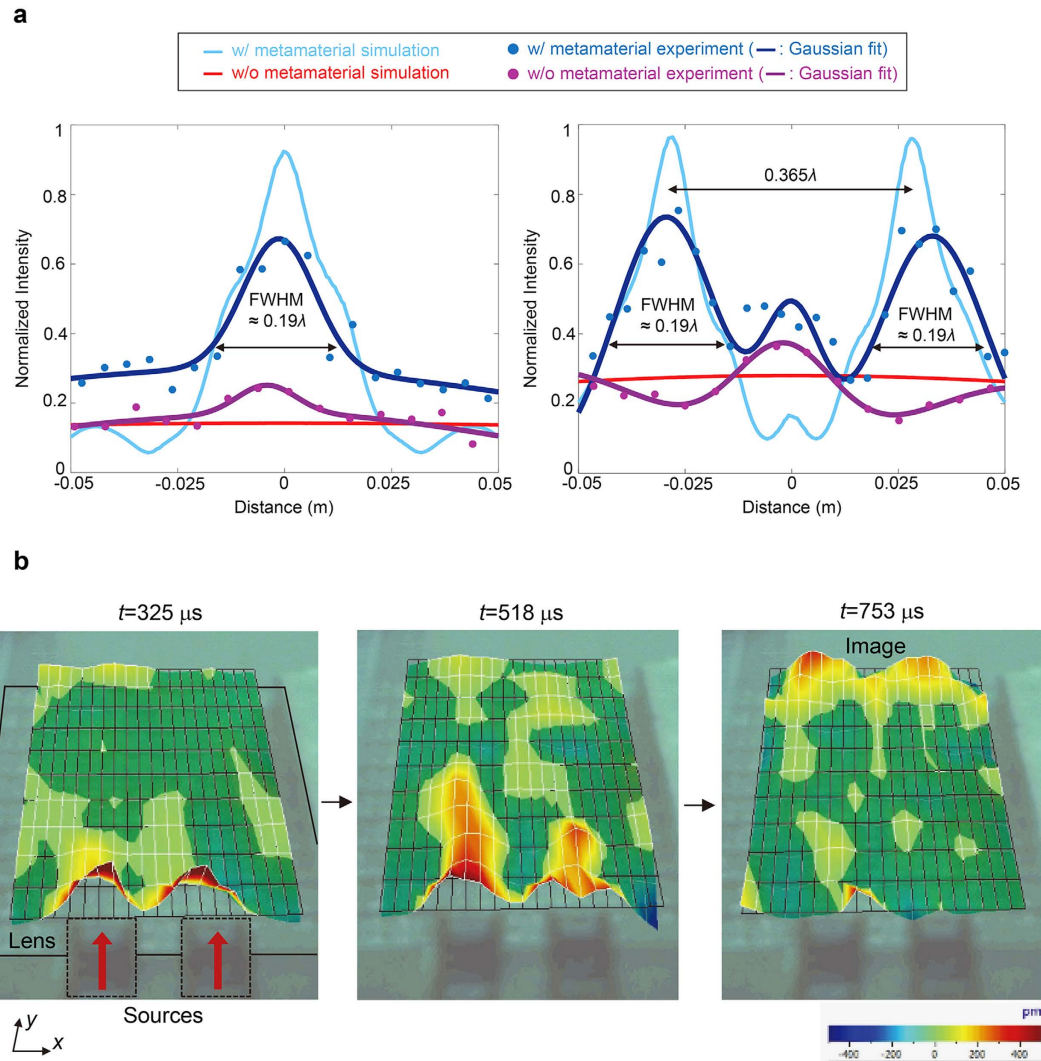 a
w/ metamaterial simulation
w/o metamaterial simulation
w/ metamaterial experiment ( — : Gaussian fit)
w/o metamaterial experiment ( — : Gaussian fit)
Normalized Intensity
1
0.8
0.6
0.4
0.2
0
-0.05
-0.025
0
0.025
0.05
Distance (m)
FWHM
≈ 0.19λ
Normalized Intensity
1
0.8
0.6
0.4
0.2
0
-0.05
-0.025
0
0.025
0.05
Distance (m)
0.365λ
FWHM
≈ 0.19λ
FWHM
≈ 0.19λ
b
t=325 µs
t=518 µs
t=753 µs
Image
Lens
Sources
y
x
pm
-400
-200
0
200
400